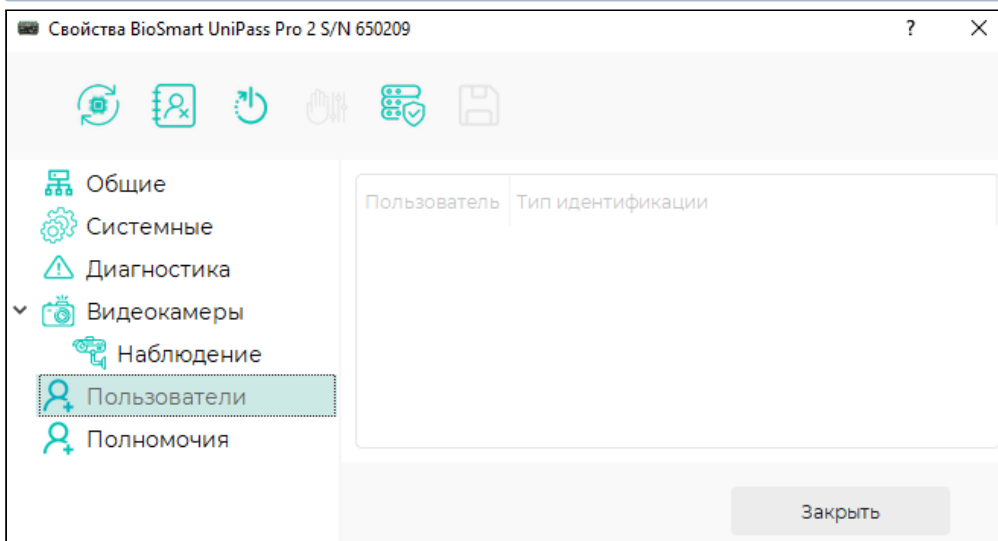 Свойства BioSmart UniPass Pro 2 S/N 650209
?
Общие
Системные
Диагностика
Видеокамеры
Наблюдение
Пользователи
Полномочия
Пользователь Тип идентификации
Закрыть